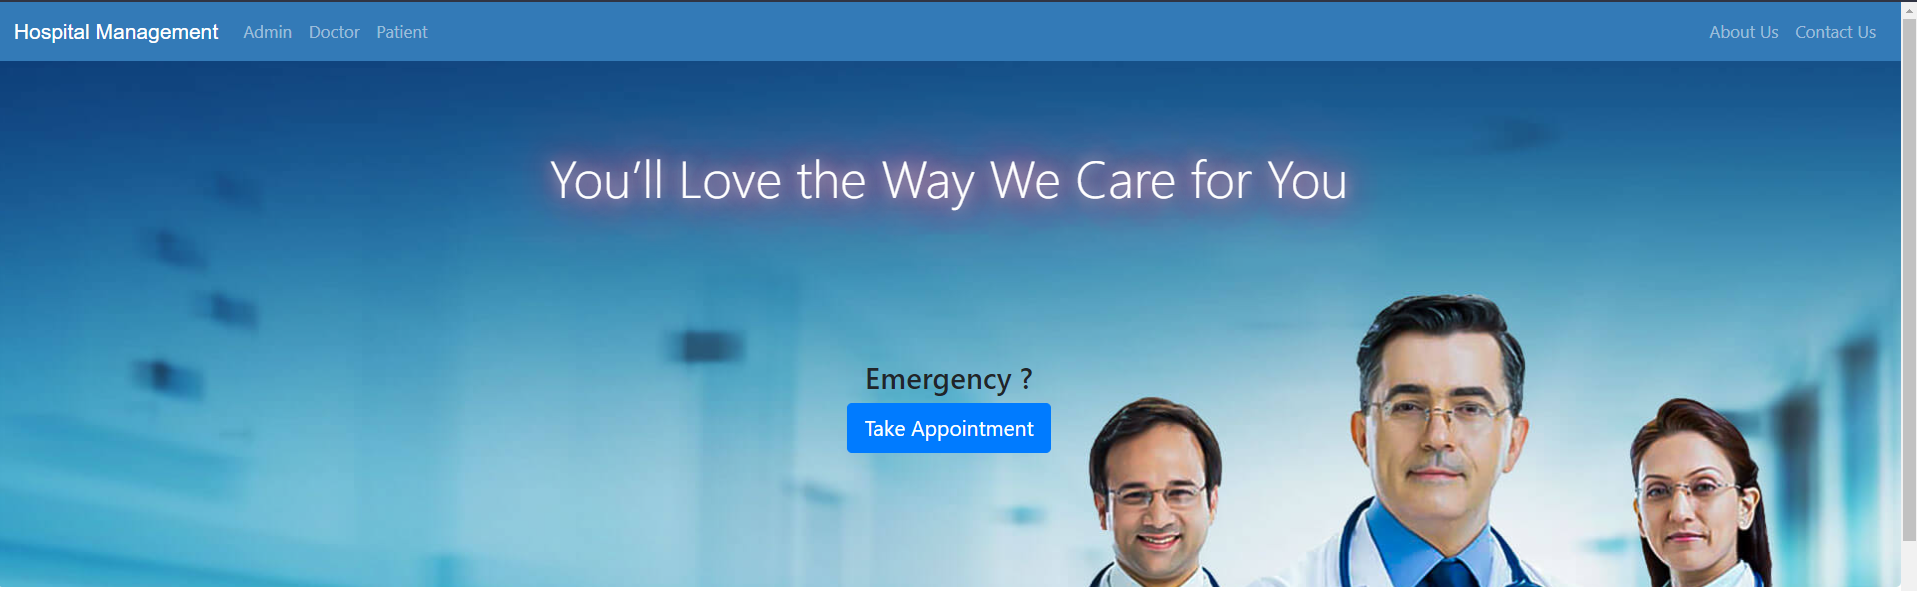 Hospital Management Admin Doctor Patient About Us Contact Us
You’ll Love the Way We Care for You
Emergency ?
Take Appointment